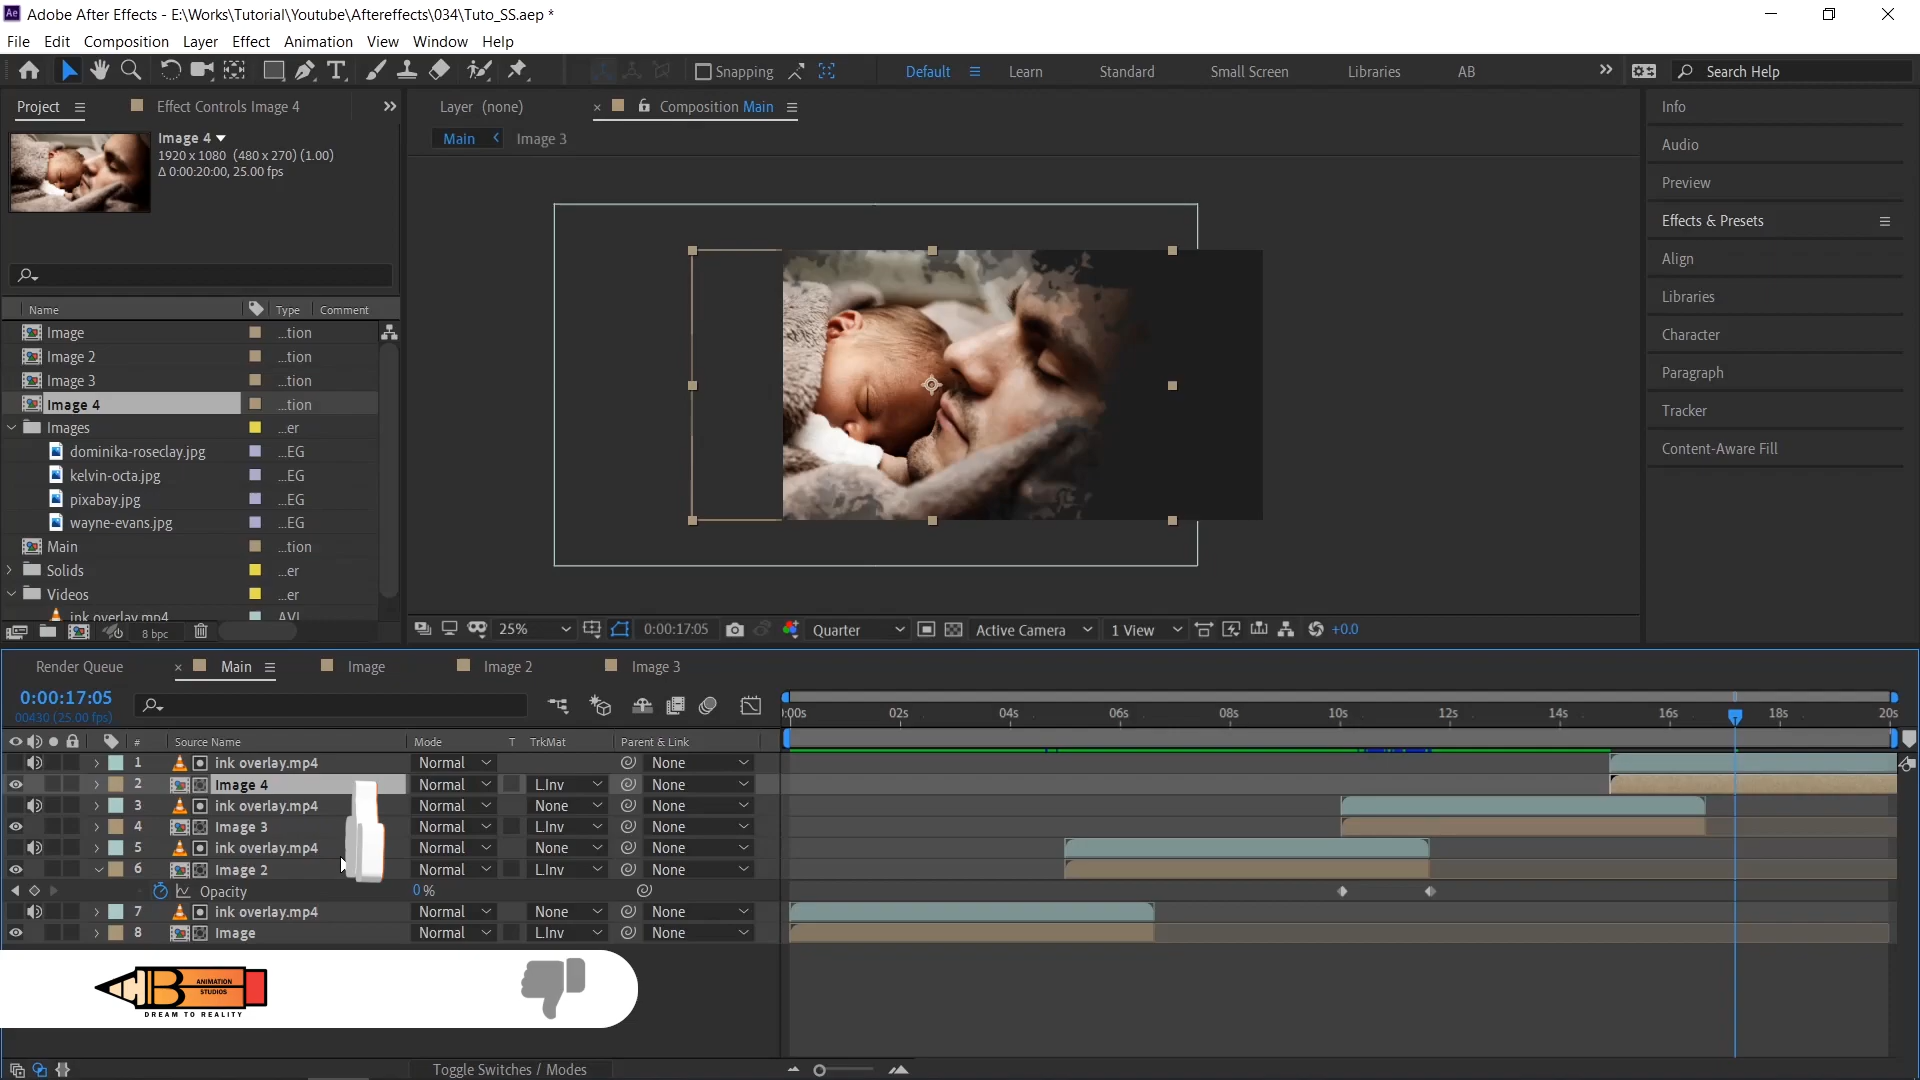 Adobe After Effects - E:\Works\Tutorial\Youtube\Aftereffects\034\Tuto_SS.aep *
File Edit Composition Layer Effect Animation View Window Help
Snapping Default Learn Standard Small Screen Libraries AB Search Help
Project Effect Controls Image 4 Layer (none) Composition Main
Main Image 3
Image 4
1920 x 1080 (480 x 270) (1.00)
Δ 0:00:20:00, 25.00 fps
Name Type Comment
Image ...tion
Image 2 ...tion
Image 3 ...tion
Image 4 ...tion
Images ...er
dominika-roseclay.jpg ...EG
kelvin-octa.jpg ...EG
pixabay.jpg ...EG
wayne-evans.jpg ...EG
Main ...tion
Solids ...er
Videos ...er
ink overlay.mp4 AVI
8 bpc
25% 0:00:17:05 Quarter Active Camera 1 View +0.0
Info
Audio
Preview
Effects & Presets
Align
Libraries
Character
Paragraph
Tracker
Content-Aware Fill
Render Queue Main Image Image 2 Image 3
0:00:17:05
00430 (25.00 fps)
:00s 02s 04s 06s 08s 10s 12s 14s 16s 18s 20s
# Source Name Mode T TrkMat Parent & Link
1 ink overlay.mp4 Normal None
2 Image 4 Normal L.Inv None
3 ink overlay.mp4 Normal None None
4 Image 3 Normal L.Inv None
5 ink overlay.mp4 Normal None None
6 Image 2 Normal L.Inv None
Opacity 0 %
7 ink overlay.mp4 Normal None None
8 Image Normal L.Inv None
B ANIMATION
STUDIOS
DREAM TO REALITY
Toggle Switches / Modes